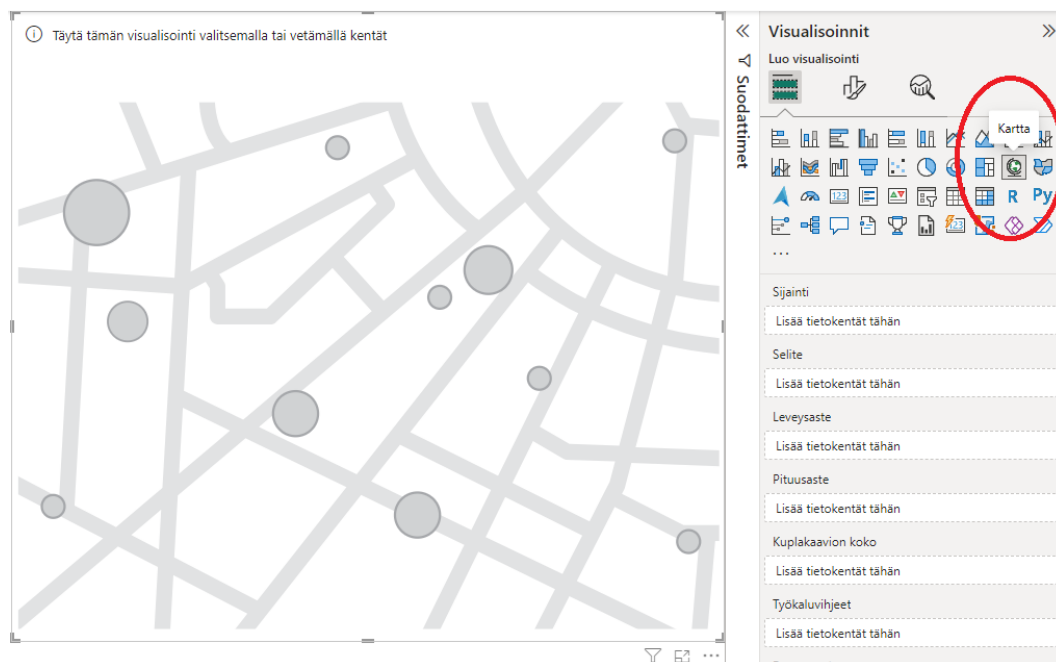 Täytä tämän visualisointi valitsemalla tai vetämällä kentät
Suodattimet
Visualisoinnit
Luo visualisointi
Kartta
123
R
Py
123
Sijainti
Lisää tietokentät tähän
Selite
Lisää tietokentät tähän
Leveysaste
Lisää tietokentät tähän
Pituusaste
Lisää tietokentät tähän
Kuplakaavion koko
Lisää tietokentät tähän
Työkaluvihjeet
Lisää tietokentät tähän